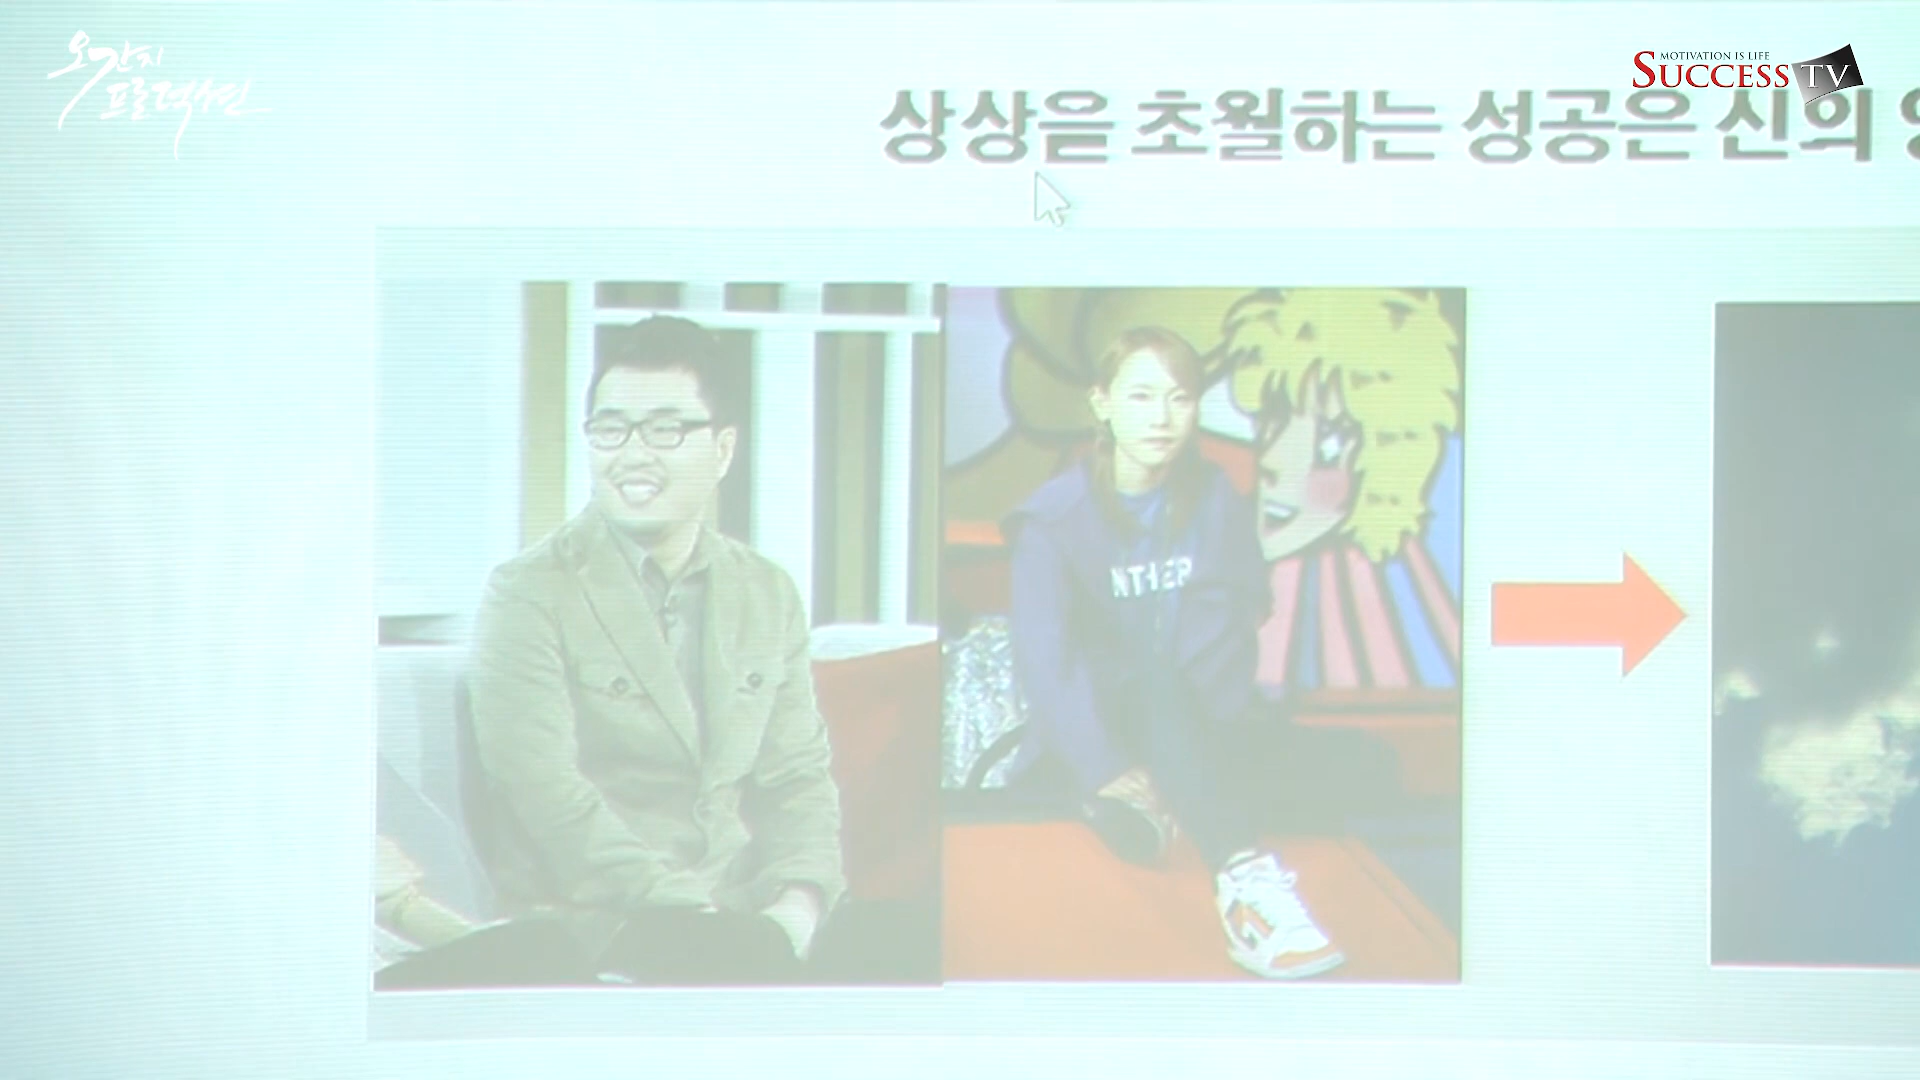 오!간지
프로덕션
MOTIVATION IS LIFE
SUCCESS TV
상상을 초월하는 성공은 신의
NTHER